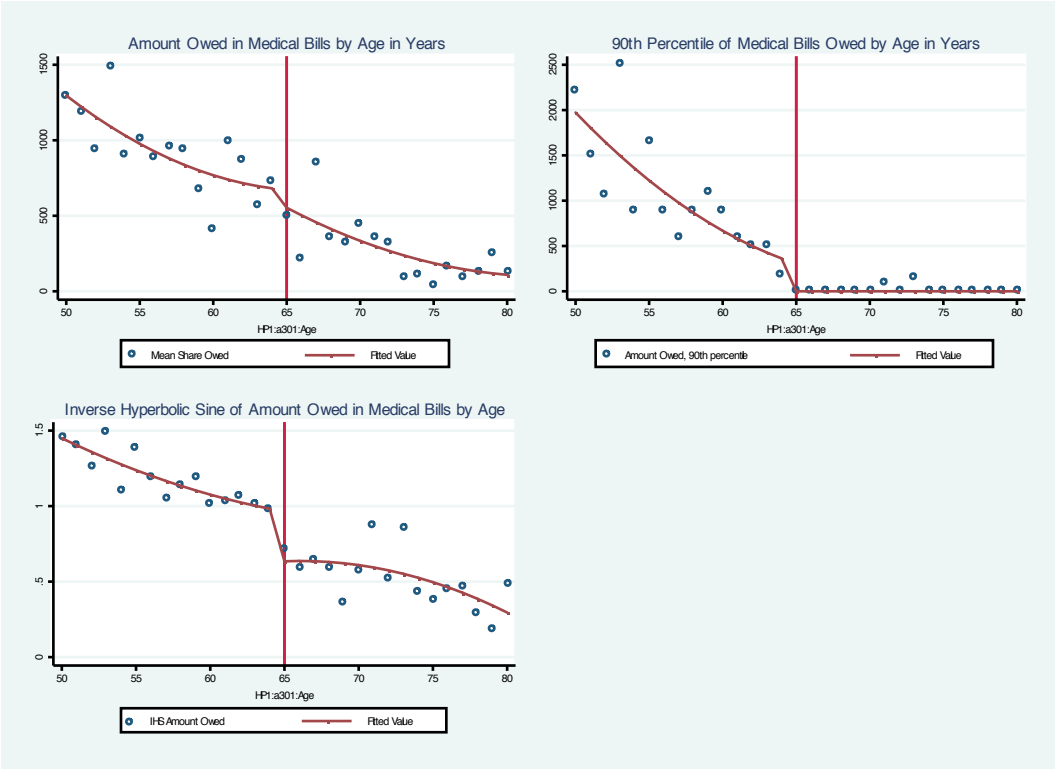 Amount Owed in Medical Bills by Age in Years
1500
1000
500
0
50 55 60 65 70 75 80
HP1:a301:Age
Mean Share Owed Fitted Value
90th Percentile of Medical Bills Owed by Age in Years
2500
2000
1500
1000
500
0
50 55 60 65 70 75 80
HP1:a301:Age
Amount Owed, 90th percentile Fitted Value
Inverse Hyperbolic Sine of Amount Owed in Medical Bills by Age
1.5
1
.5
0
50 55 60 65 70 75 80
HP1:a301:Age
IHS Amount Owed Fitted Value